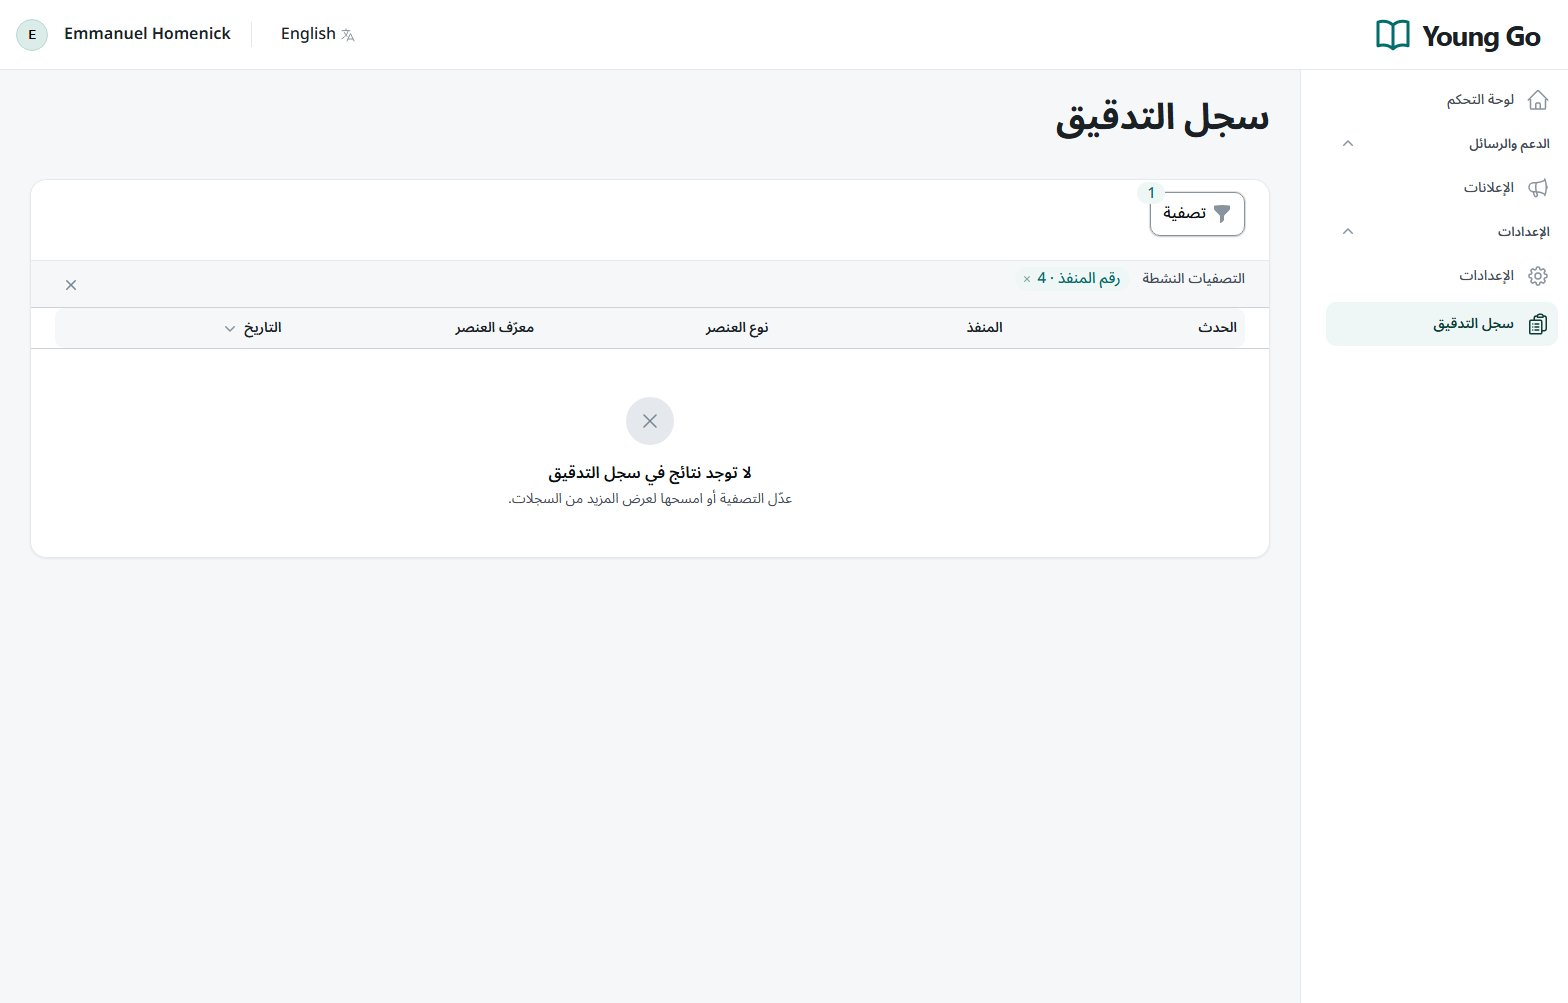 Young Go
English
Emmanuel Homenick
E
لوحة التحكم
الدعم والرسائل
الإعلانات
الإعدادات
الإعدادات
سجل التدقيق
سجل التدقيق
تصفية
1
التصفيات النشطة
رقم المنفذ · 4 ×
الحدث
المنفذ
نوع العنصر
معرّف العنصر
التاريخ
لا توجد نتائج في سجل التدقيق
عدّل التصفية أو امسحها لعرض المزيد من السجلات.